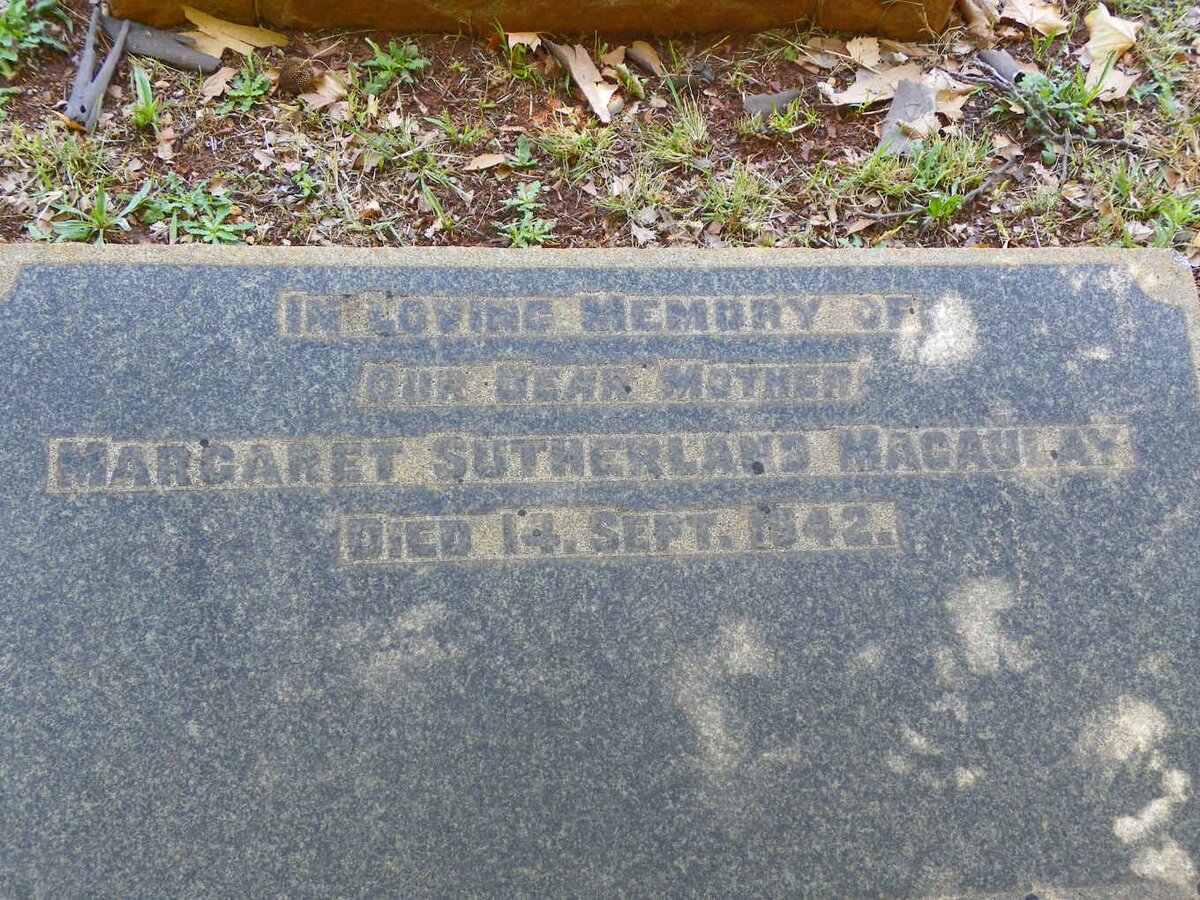 In Loving Memory of
our Dear Mother
Margaret Sutherland Macaulay
Died 14. Sept. 1942.